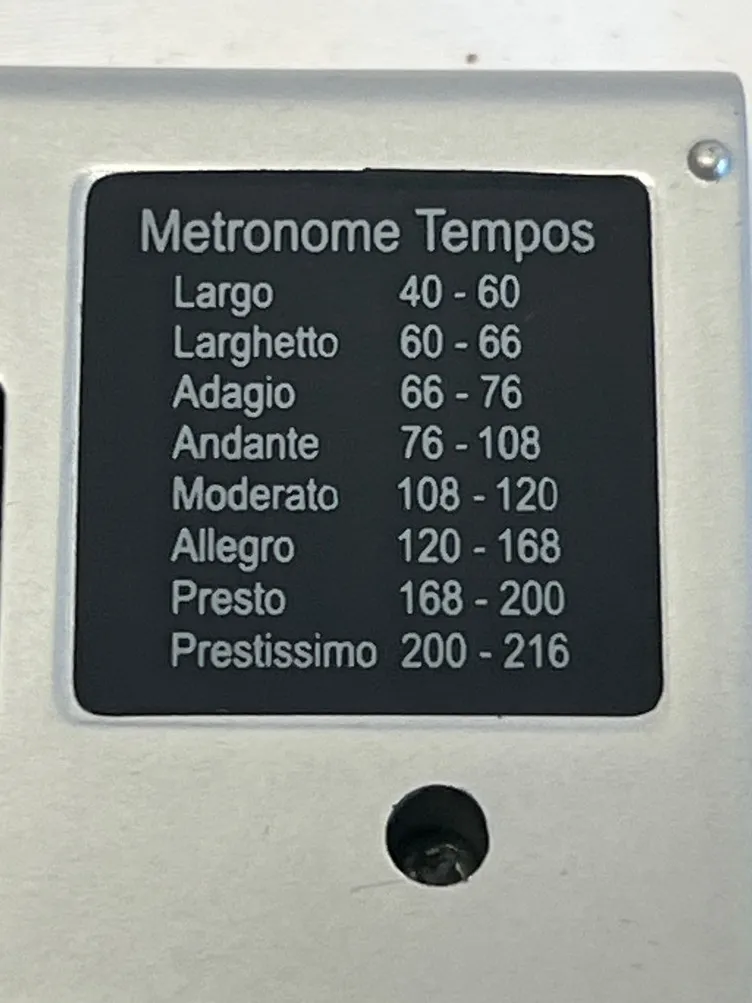 Metronome Tempos
Largo 40 - 60
Larghetto 60 - 66
Adagio 66 - 76
Andante 76 - 108
Moderato 108 - 120
Allegro 120 - 168
Presto 168 - 200
Prestissimo 200 - 216